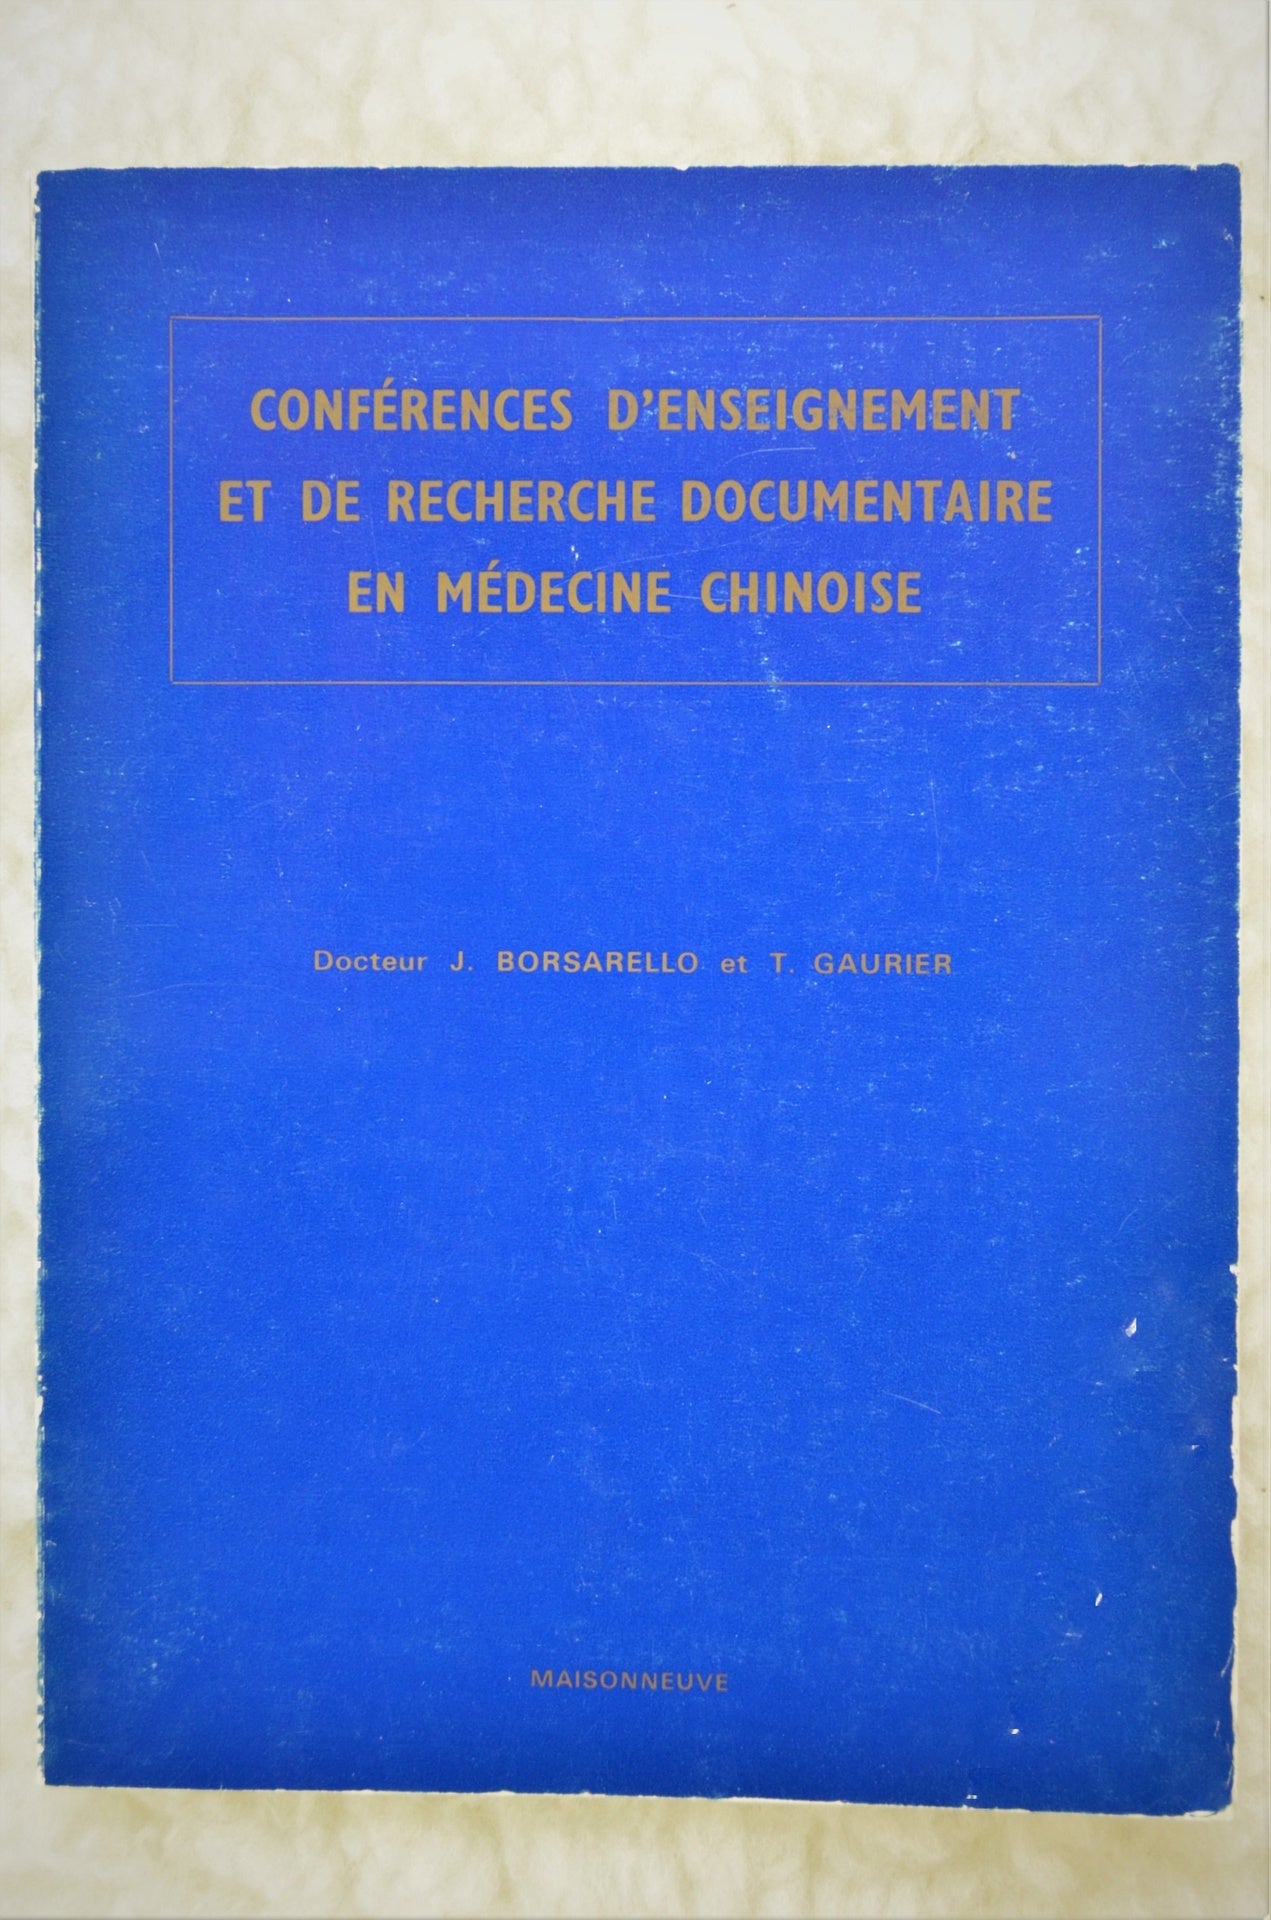 CONFÉRENCES D'ENSEIGNEMENT
ET DE RECHERCHE DOCUMENTAIRE
EN MÉDECINE CHINOISE
Docteur J. BORSARELLO et T. GAURIER
MAISONNEUVE